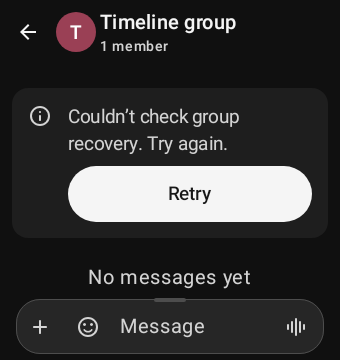 Timeline group
T
1 member
Couldn't check group
recovery. Try again.
Retry
No messages yet
Message